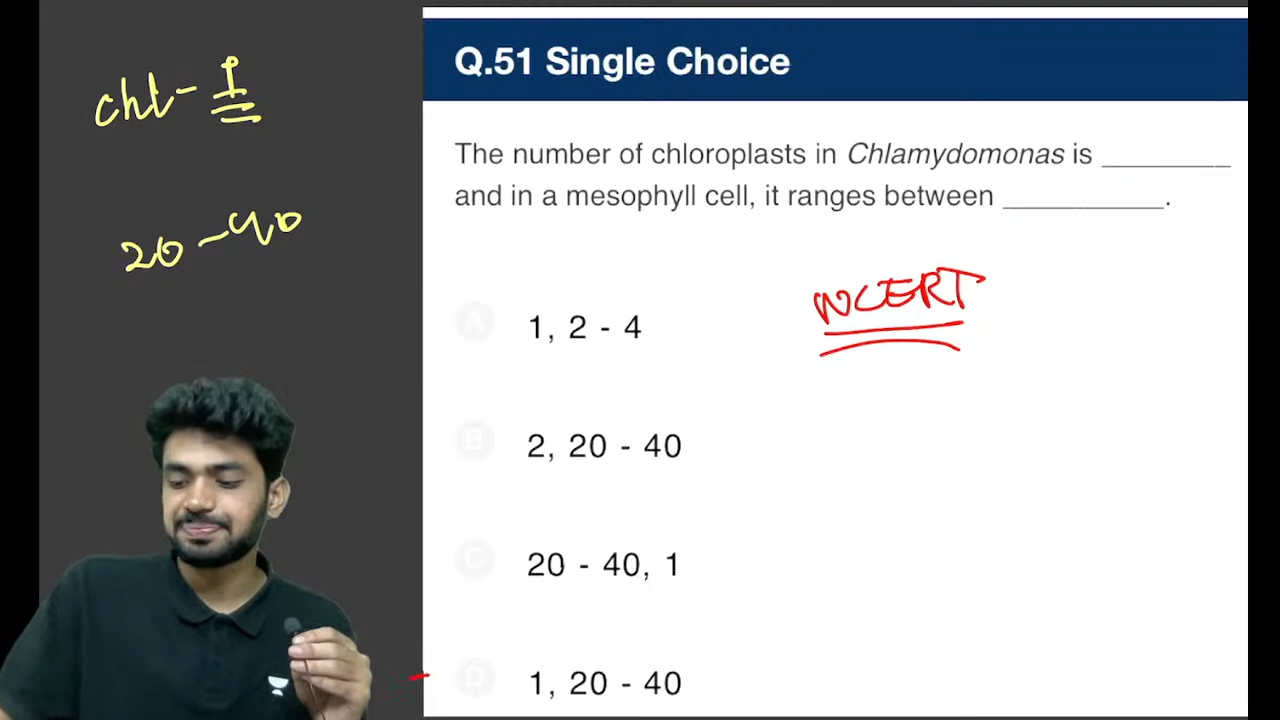 chl - 1
20 - 40
Q.51 Single Choice
The number of chloroplasts in Chlamydomonas is _________
and in a mesophyll cell, it ranges between ___________.
NCERT
A 1, 2 - 4
B 2, 20 - 40
C 20 - 40, 1
D 1, 20 - 40